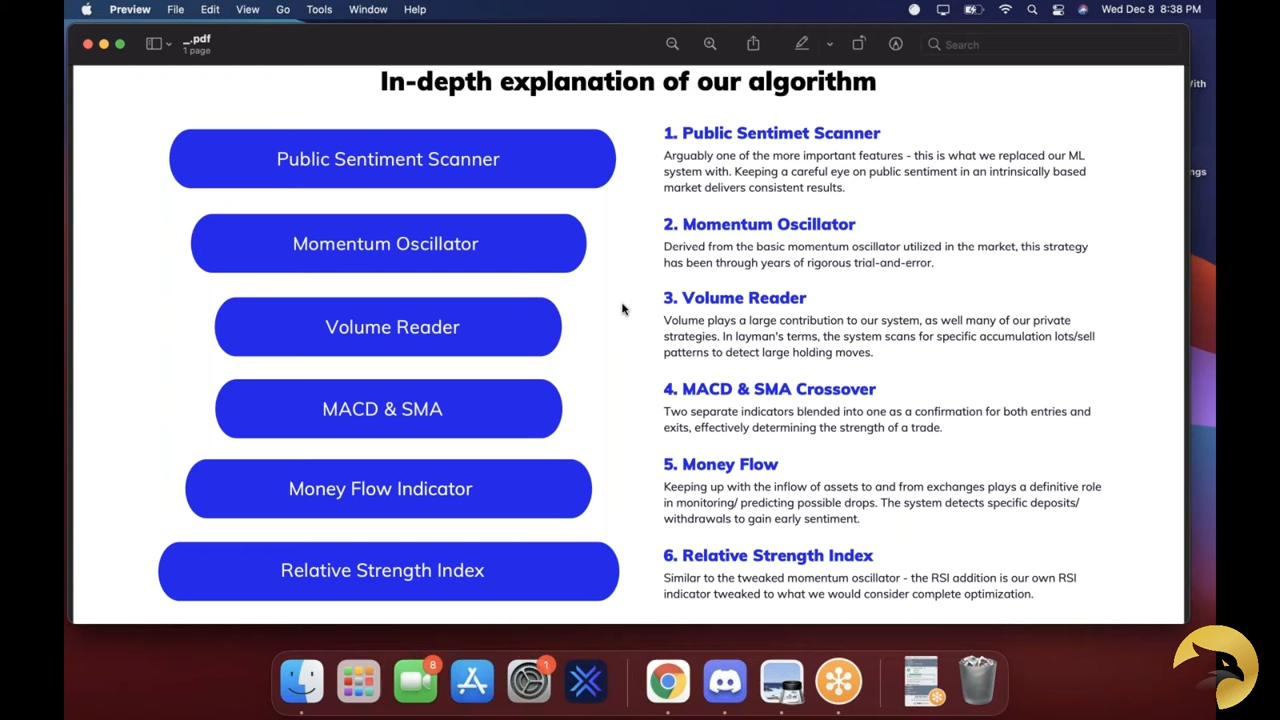 Preview File Edit View Go Tools Window Help Wed Dec 8 8:38 PM
_.pdf
1 page
Search
In-depth explanation of our algorithm
Public Sentiment Scanner
Momentum Oscillator
Volume Reader
MACD & SMA
Money Flow Indicator
Relative Strength Index
1. Public Sentimet Scanner
Arguably one of the more important features - this is what we replaced our ML
system with. Keeping a careful eye on public sentiment in an intrinsically based
market delivers consistent results.
2. Momentum Oscillator
Derived from the basic momentum oscillator utilized in the market, this strategy
has been through years of rigorous trial-and-error.
3. Volume Reader
Volume plays a large contribution to our system, as well many of our private
strategies. In layman's terms, the system scans for specific accumulation lots/sell
patterns to detect large holding moves.
4. MACD & SMA Crossover
Two separate indicators blended into one as a confirmation for both entries and
exits, effectively determining the strength of a trade.
5. Money Flow
Keeping up with the inflow of assets to and from exchanges plays a definitive role
in monitoring/ predicting possible drops. The system detects specific deposits/
withdrawals to gain early sentiment.
6. Relative Strength Index
Similar to the tweaked momentum oscillator - the RSI addition is our own RSI
indicator tweaked to what we would consider complete optimization.
8
1